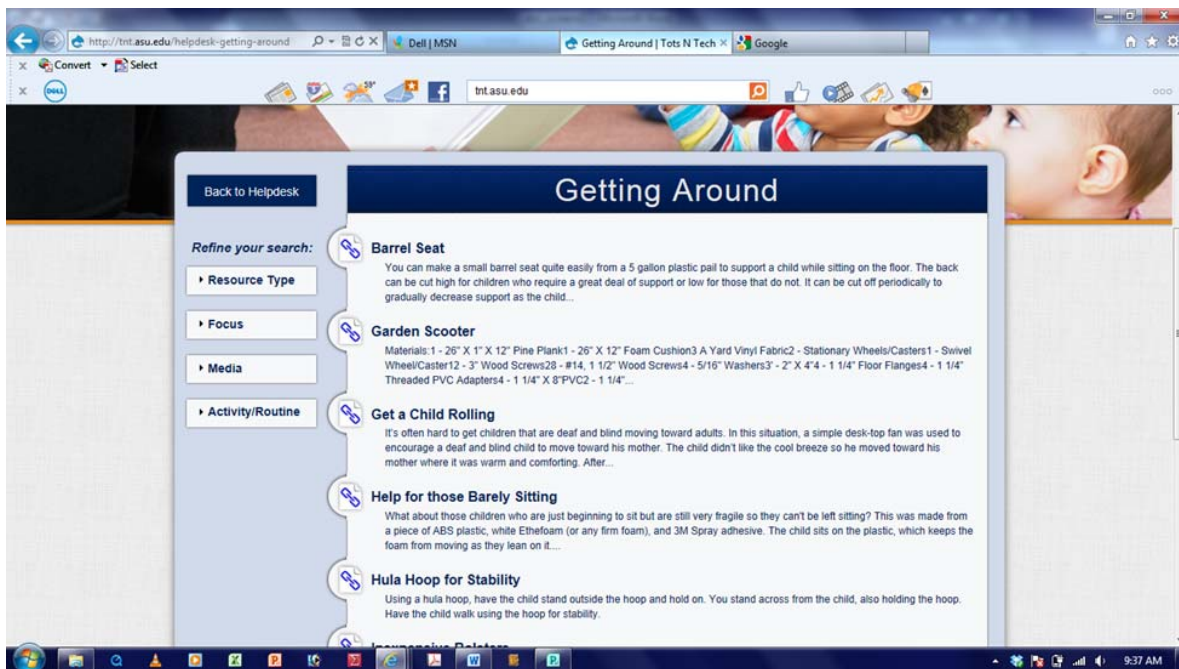 http://tnt.asu.edu/helpdesk-getting-around
Dell | MSN
Getting Around | Tots N Tech
Google
x Convert Select
x DELL
59°
tnt.asu.edu
Back to Helpdesk
Getting Around
Refine your search:
Resource Type
Focus
Media
Activity/Routine
Barrel Seat
You can make a small barrel seat quite easily from a 5 gallon plastic pail to support a child while sitting on the floor. The back
can be cut high for children who require a great deal of support or low for those that do not. It can be cut off periodically to
gradually decrease support as the child...
Garden Scooter
Materials:1 - 26" X 1" X 12" Pine Plank1 - 26" X 12" Foam Cushion3 A Yard Vinyl Fabric2 - Stationary Wheels/Casters1 - Swivel
Wheel/Caster12 - 3" Wood Screws28 - #14, 1 1/2" Wood Screws4 - 5/16" Washers3' - 2" X 4"4 - 1 1/4" Floor Flanges4 - 1 1/4"
Threaded PVC Adapters4 - 1 1/4" X 8"PVC2 - 1 1/4"...
Get a Child Rolling
It's often hard to get children that are deaf and blind moving toward adults. In this situation, a simple desk-top fan was used to
encourage a deaf and blind child to move toward his mother. The child didn't like the cool breeze so he moved toward his
mother where it was warm and comforting. After...
Help for those Barely Sitting
What about those children who are just beginning to sit but are still very fragile so they can't be left sitting? This was made from
a piece of ABS plastic, white Ethefoam (or any firm foam), and 3M Spray adhesive. The child sits on the plastic, which keeps the
foam from moving as they lean on it....
Hula Hoop for Stability
Using a hula hoop, have the child stand outside the hoop and hold on. You stand across from the child, also holding the hoop.
Have the child walk using the hoop for stability.
9:37 AM